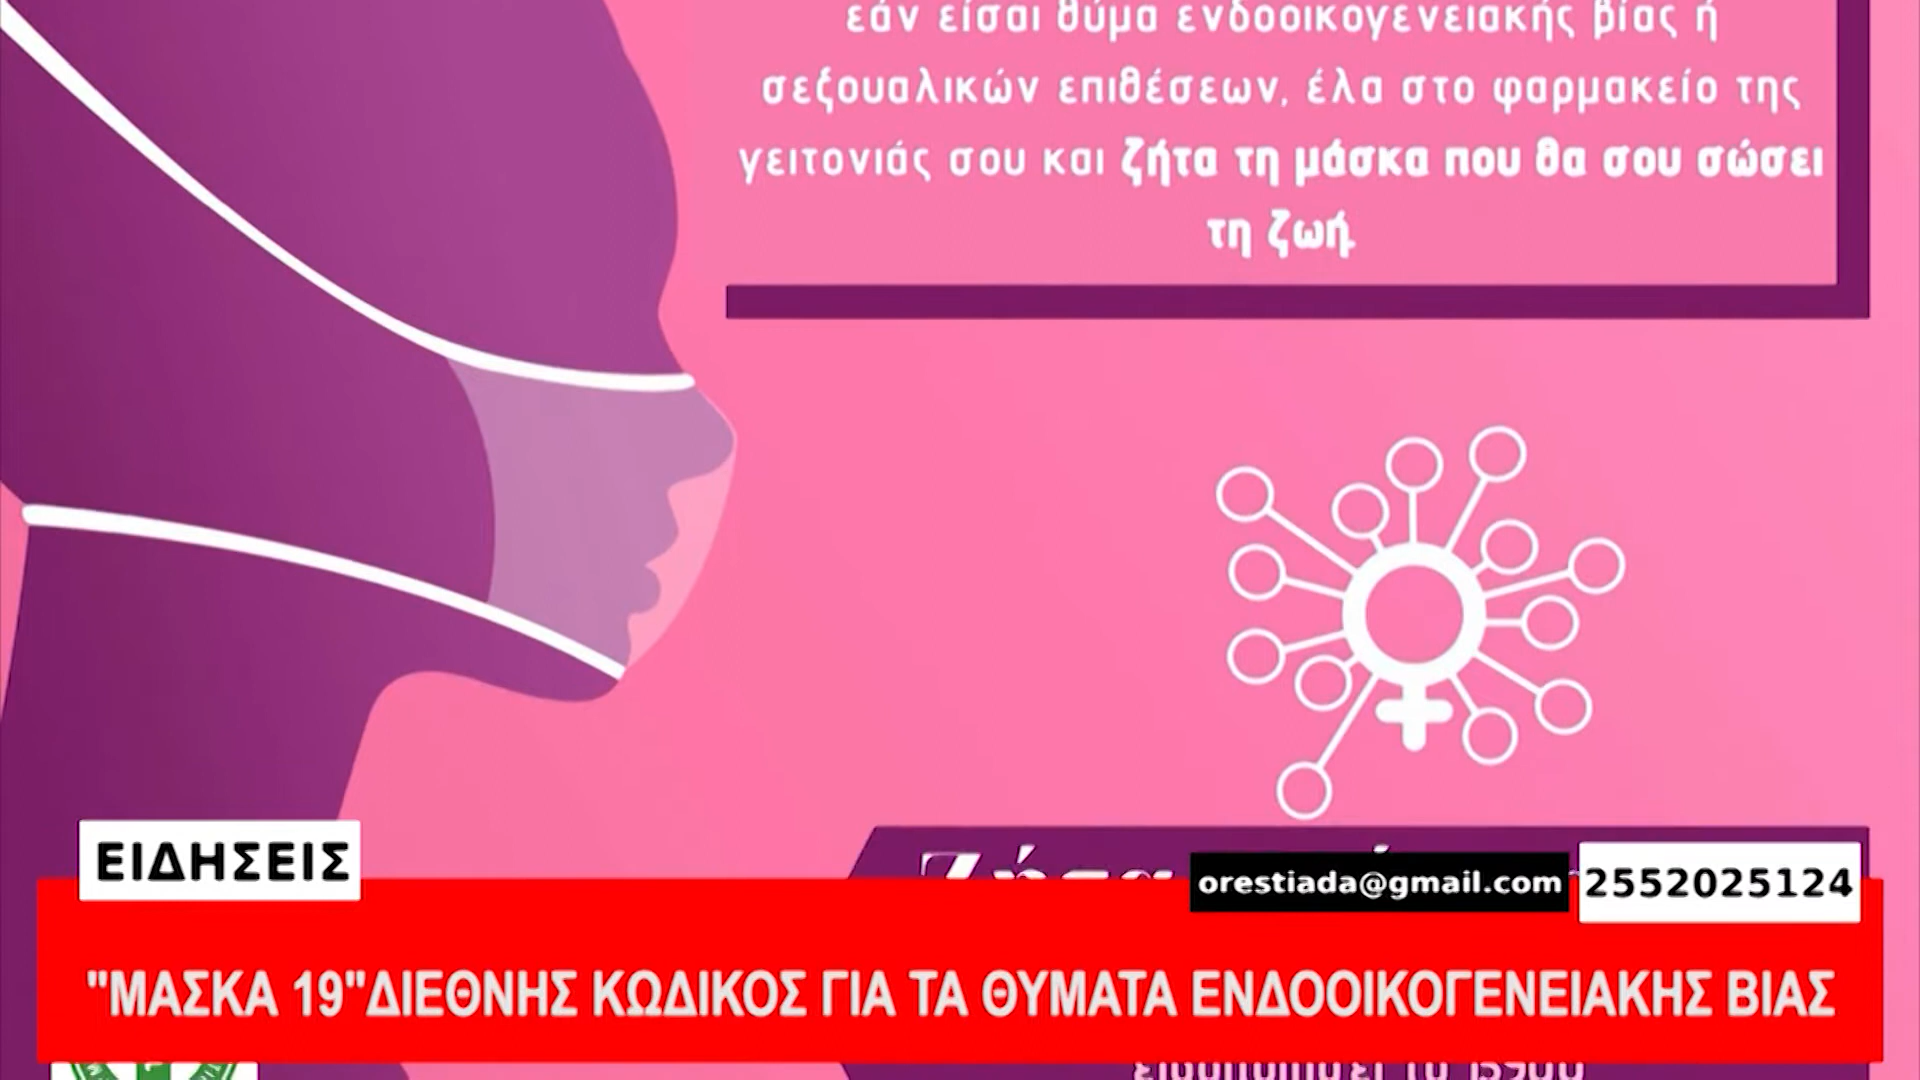 εάν είσαι θύμα ενδοοικογενειακής βίας ή
σεξουαλικών επιθέσεων, έλα στο φαρμακείο της
γειτονιάς σου και ζήτα τη μάσκα που θα σου σώσει
τη ζωή.
ΕΙΔΗΣΕΙΣ
orestiada@gmail.com
2552025124
"ΜΑΣΚΑ 19"ΔΙΕΘΝΗΣ ΚΩΔΙΚΟΣ ΓΙΑ ΤΑ ΘΥΜΑΤΑ ΕΝΔΟΟΙΚΟΓΕΝΕΙΑΚΗΣ ΒΙΑΣ